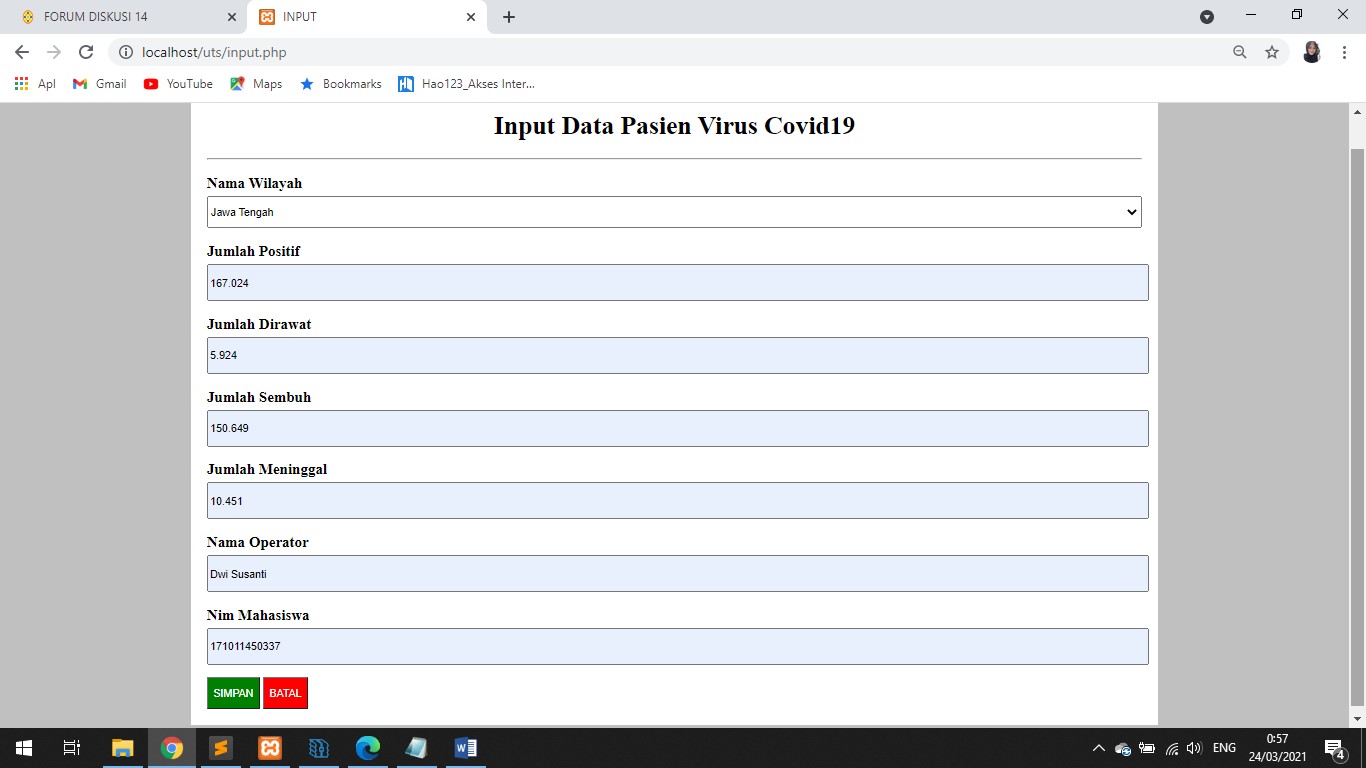 FORUM DISKUSI 14
INPUT
localhost/uts/input.php
Apl Gmail YouTube Maps Bookmarks Hao123_Akses Inter...
Input Data Pasien Virus Covid19
Nama Wilayah
Jawa Tengah
Jumlah Positif
167.024
Jumlah Dirawat
5.924
Jumlah Sembuh
150.649
Jumlah Meninggal
10.451
Nama Operator
Dwi Susanti
Nim Mahasiswa
171011450337
SIMPAN BATAL
ENG
0:57
24/03/2021
4